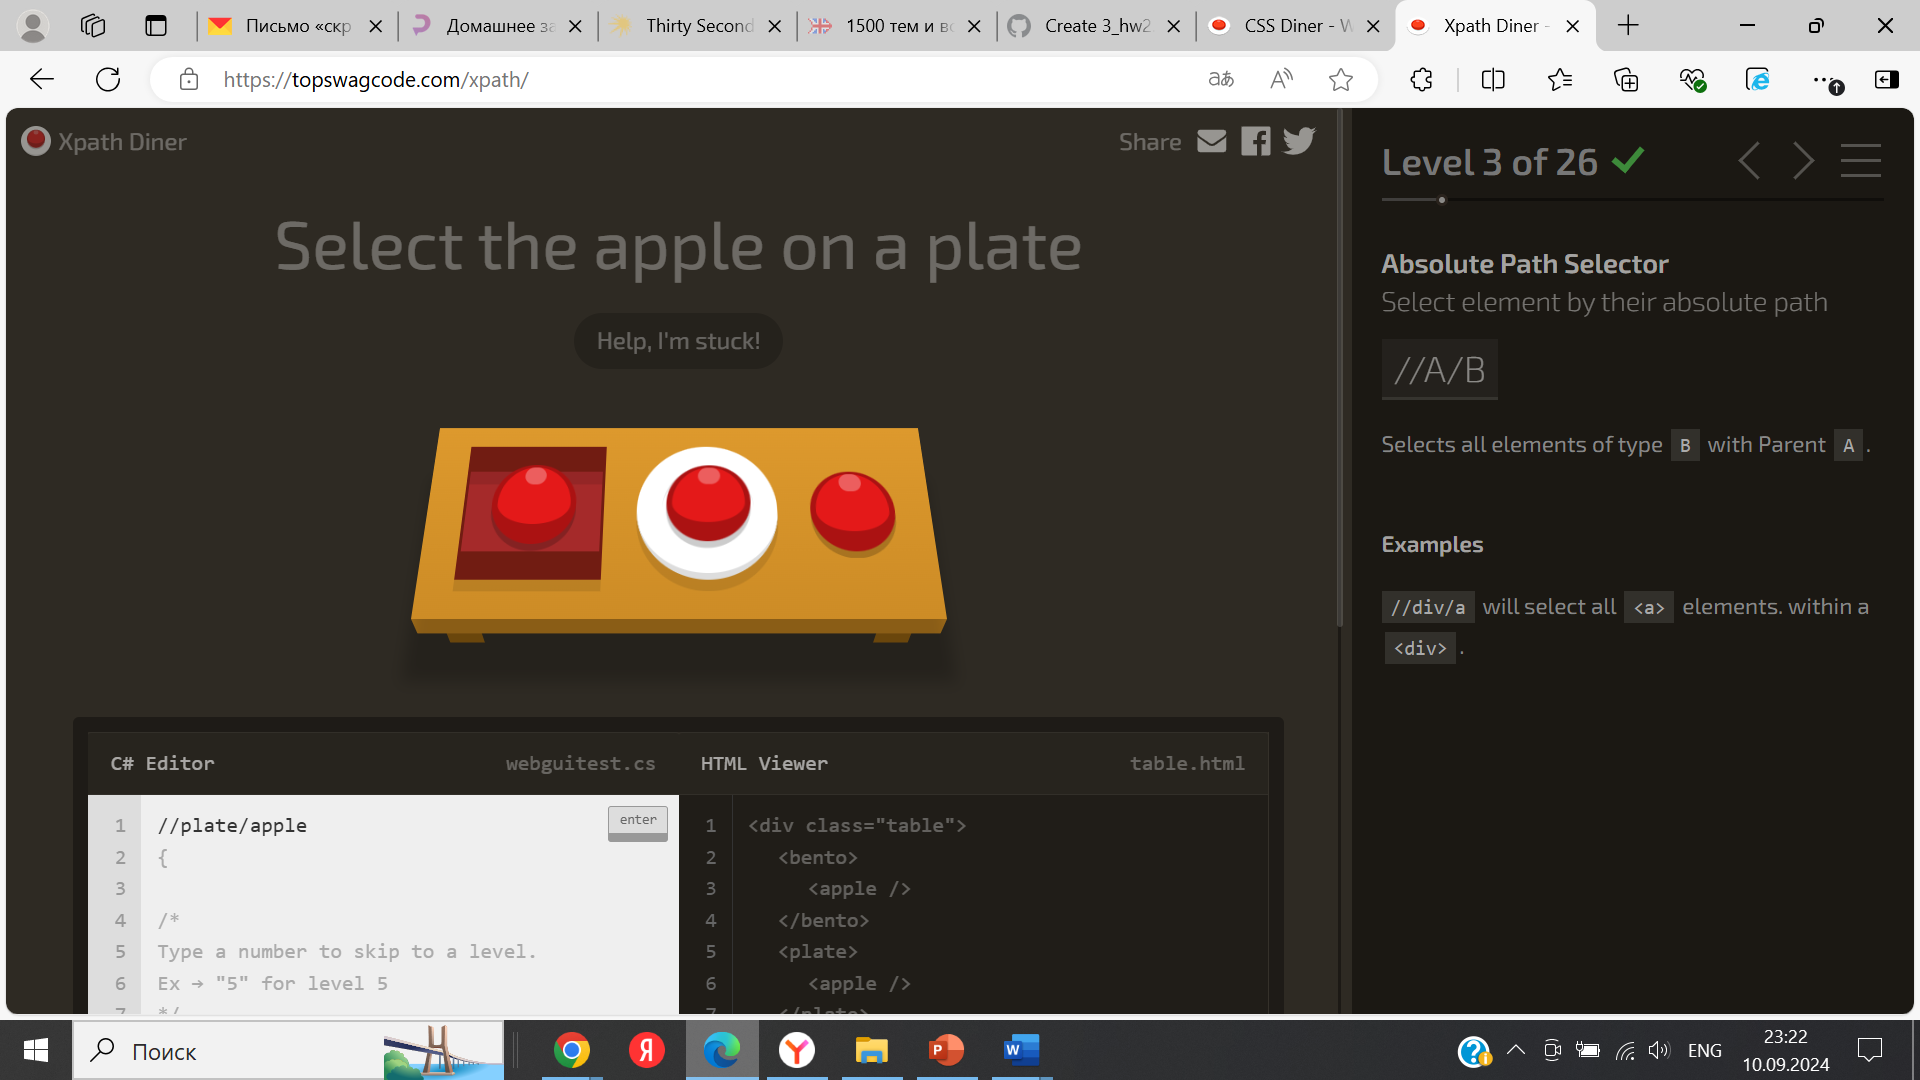 Письмо «скр
Домашнее за
Thirty Second
1500 тем и во
Create 3_hw2
CSS Diner - W
Xpath Diner -
https://topswagcode.com/xpath/
Xpath Diner
Share
Select the apple on a plate
Help, I'm stuck!
C# Editor
webguitest.cs
HTML Viewer
table.html
1 //plate/apple
enter
2 {
3
4 /*
5 Type a number to skip to a level.
6 Ex → "5" for level 5
7 */
1 <div class="table">
2 <bento>
3 <apple />
4 </bento>
5 <plate>
6 <apple />
7 </plate>
Level 3 of 26
Absolute Path Selector
Select element by their absolute path
//A/B
Selects all elements of type B with Parent A .
Examples
//div/a will select all <a> elements. within a
<div> .
Поиск
ENG
23:22
10.09.2024